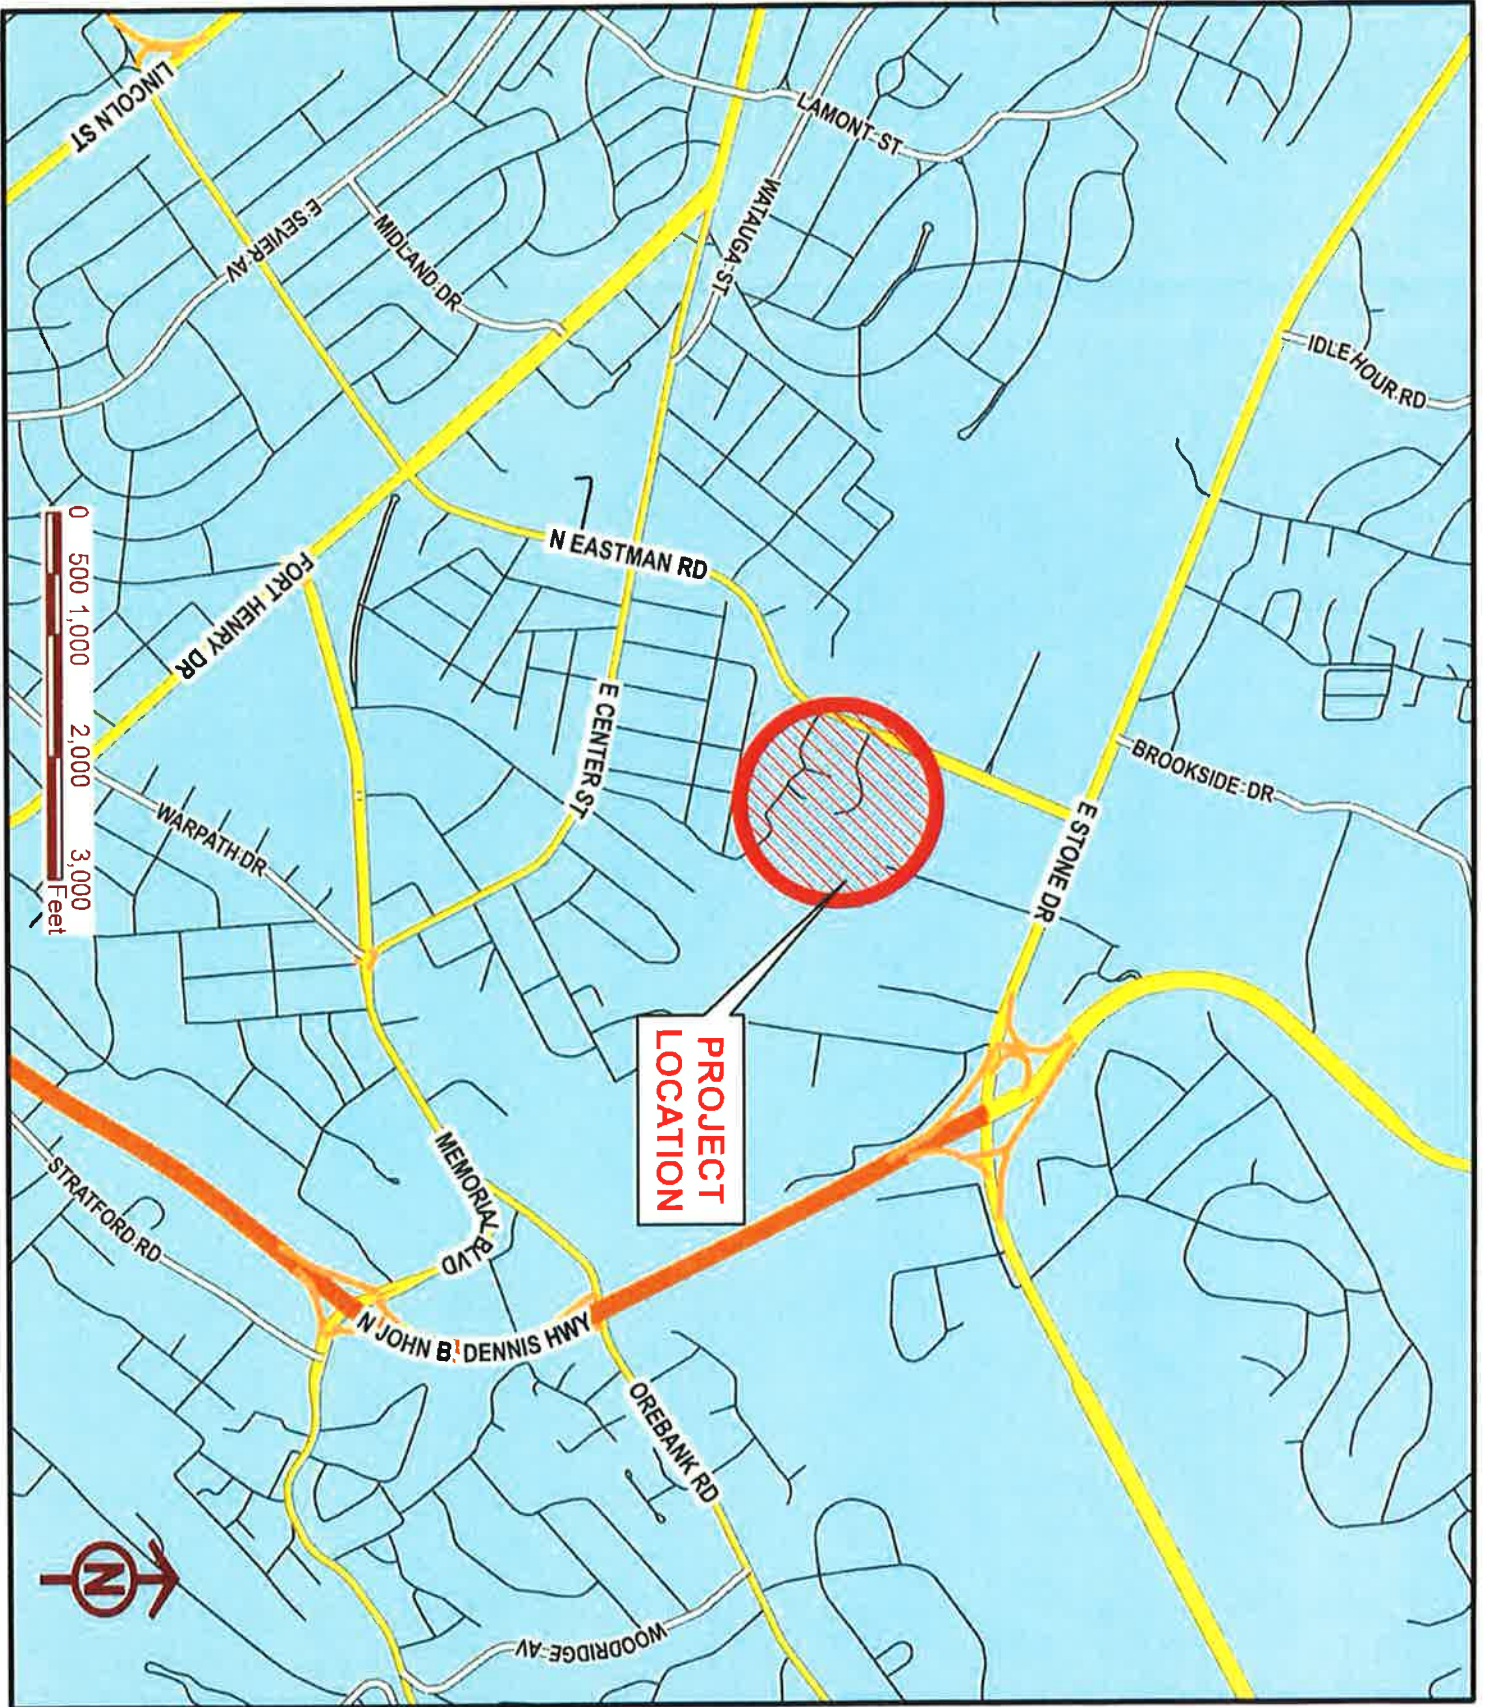 LINCOLN ST
E SEVIER AV
MIDLAND DR
LAMONT ST
WATAUGA ST
IDLE HOUR RD
N EASTMAN RD
FORT HENRY DR
E CENTER ST
BROOKSIDE DR
E STONE DR
WARPATH DR
PROJECT
LOCATION
MEMORIAL BLVD
STRATFORD RD
N JOHN B DENNIS HWY
OREBANK RD
WOODRIDGE AV
0 500 1,000 2,000 3,000
Feet
N